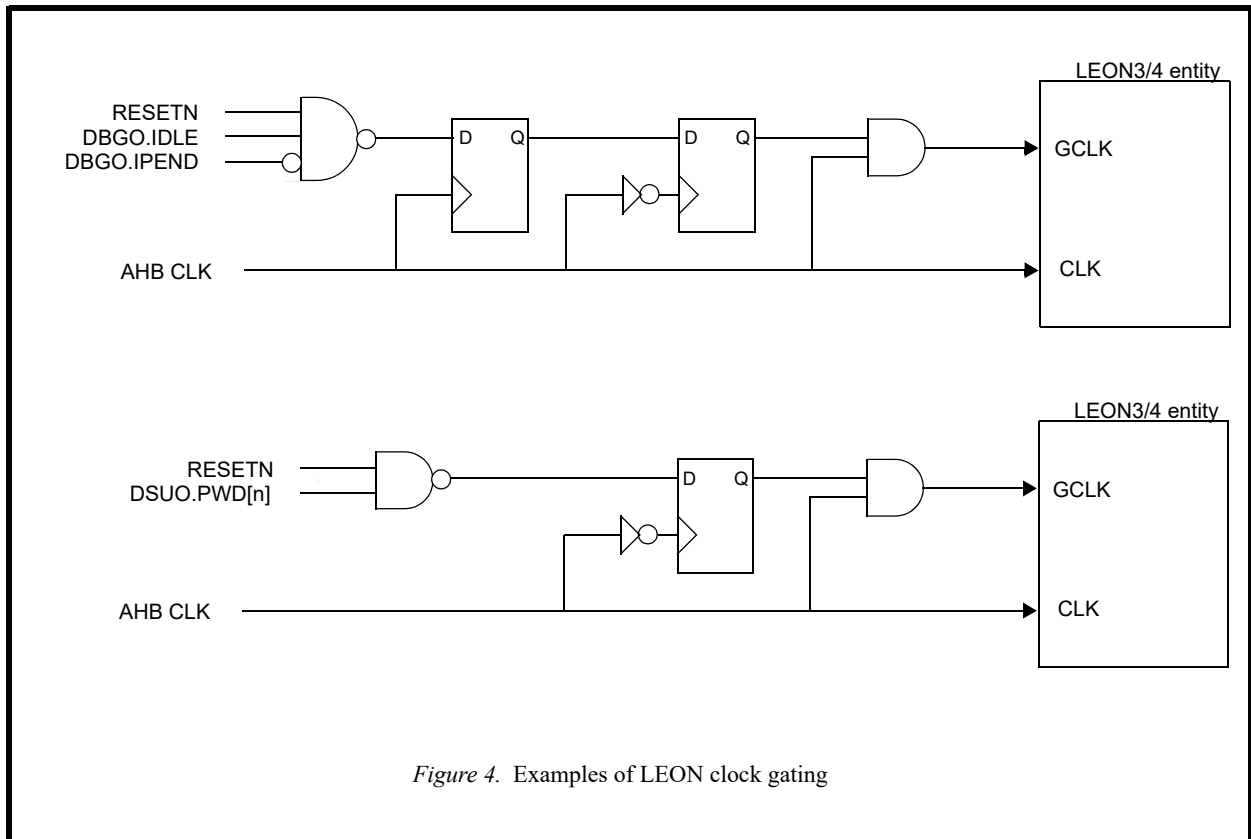 LEON3/4 entity
RESETN
DBGO.IDLE
DBGO.IPEND
D Q
D Q
GCLK
AHB CLK
CLK
LEON3/4 entity
RESETN
DSUO.PWD[n]
D Q
GCLK
AHB CLK
CLK
Figure 4. Examples of LEON clock gating